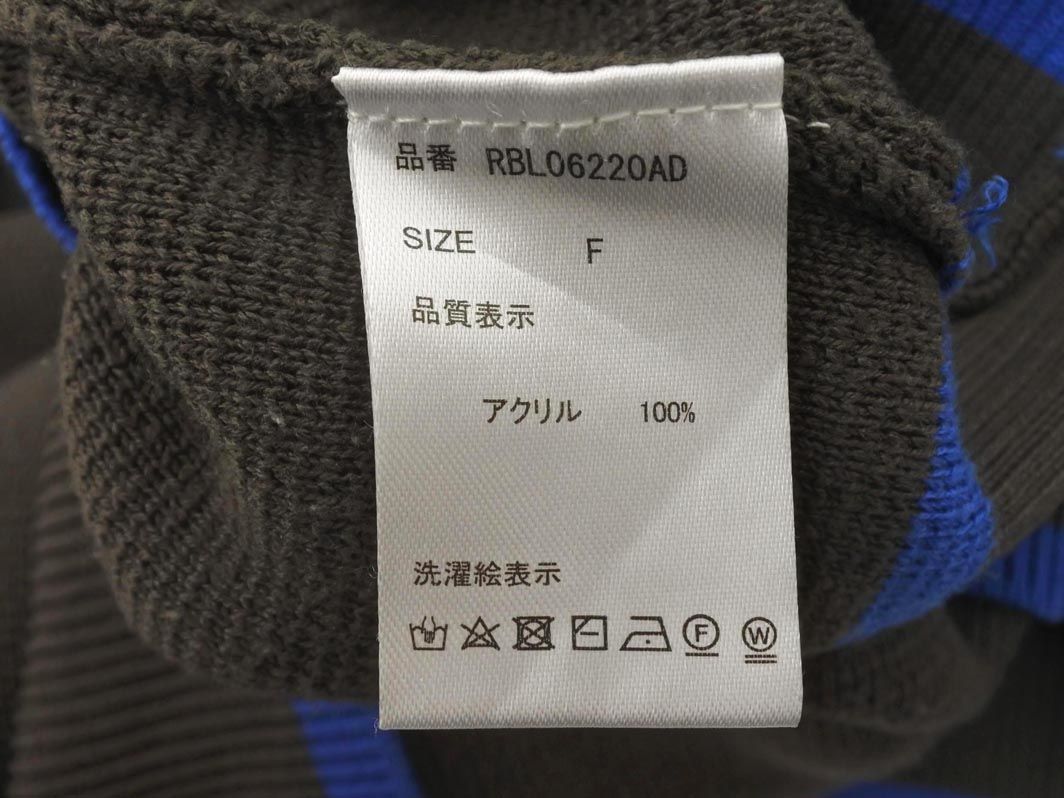 品番 RBL06220AD
SIZE F
品質表示
アクリル 100%
洗濯絵表示
F W